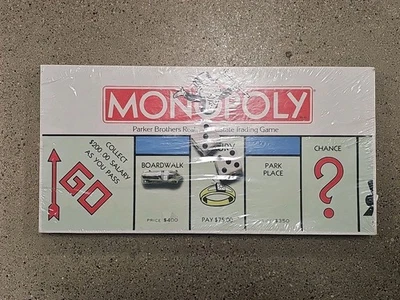 MONOPOLY
Parker Brothers Real Estate Trading Game
COLLECT
$200.00 SALARY
AS YOU PASS
GO
BOARDWALK
PRICE $400
PAY $75.00
PARK
PLACE
$350
CHANCE
?